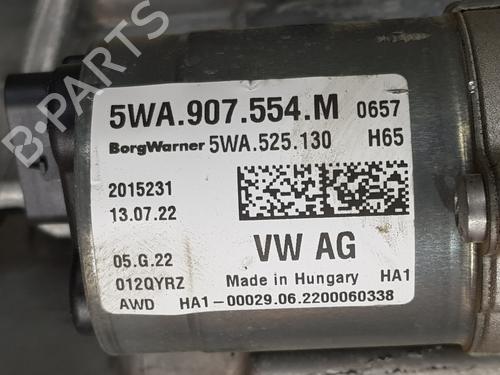 5WA.907.554.M 0657
BorgWarner 5WA.525.130 H65
2015231
13.07.22
05.G.22 VW AG
012QYRZ Made in Hungary HA1
AWD HA1-00029.06.2200060338
B-PARTS